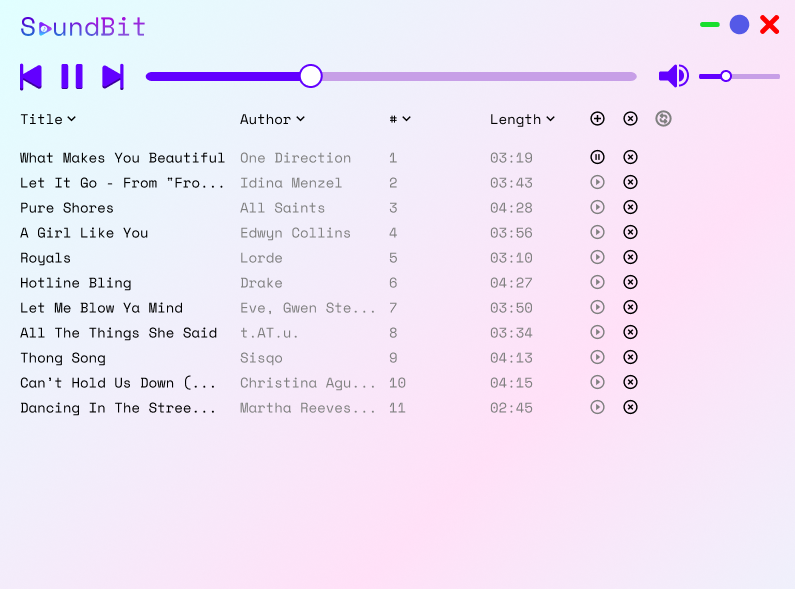 SoundBit
Title Author # Length
What Makes You Beautiful One Direction 1 03:19
Let It Go - From "Fro... Idina Menzel 2 03:43
Pure Shores All Saints 3 04:28
A Girl Like You Edwyn Collins 4 03:56
Royals Lorde 5 03:10
Hotline Bling Drake 6 04:27
Let Me Blow Ya Mind Eve, Gwen Ste... 7 03:50
All The Things She Said t.AT.u. 8 03:34
Thong Song Sisqo 9 04:13
Can't Hold Us Down (... Christina Agu... 10 04:15
Dancing In The Stree... Martha Reeves... 11 02:45